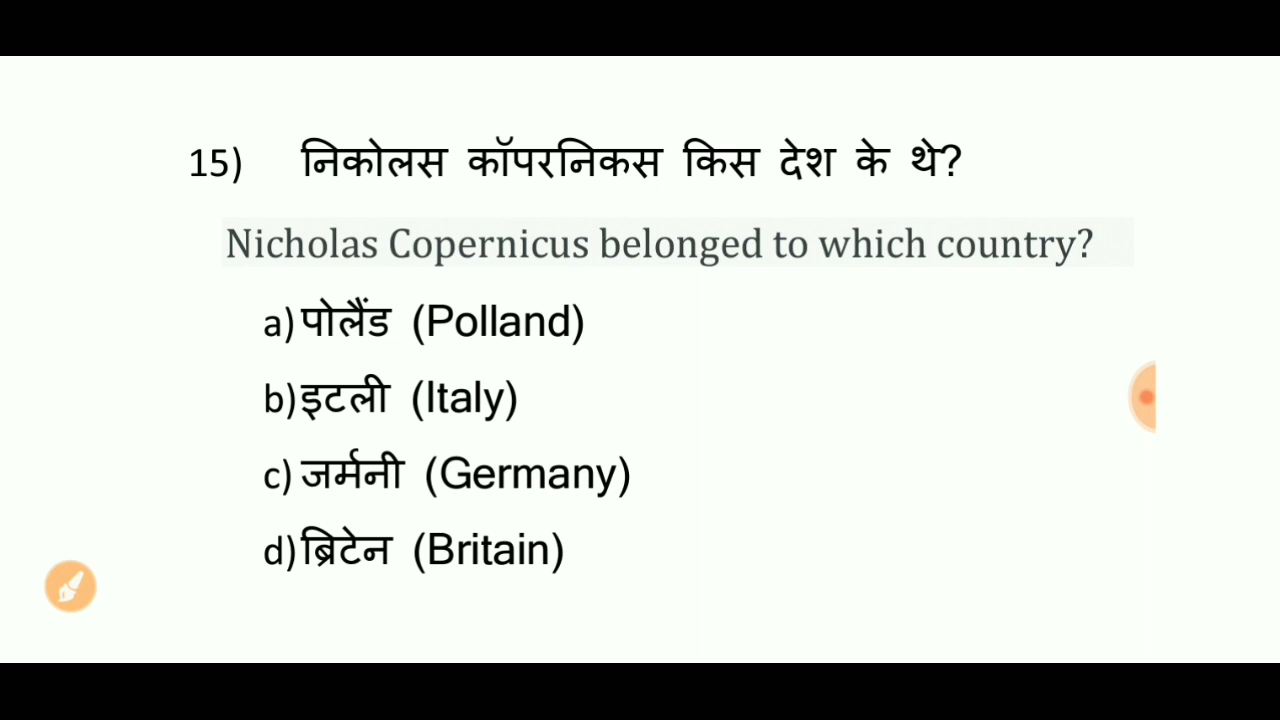 15) निकोलस कॉपरनिकस किस देश के थे?
Nicholas Copernicus belonged to which country?
a) पोलैंड (Polland)
b) इटली (Italy)
c) जर्मनी (Germany)
d) ब्रिटेन (Britain)